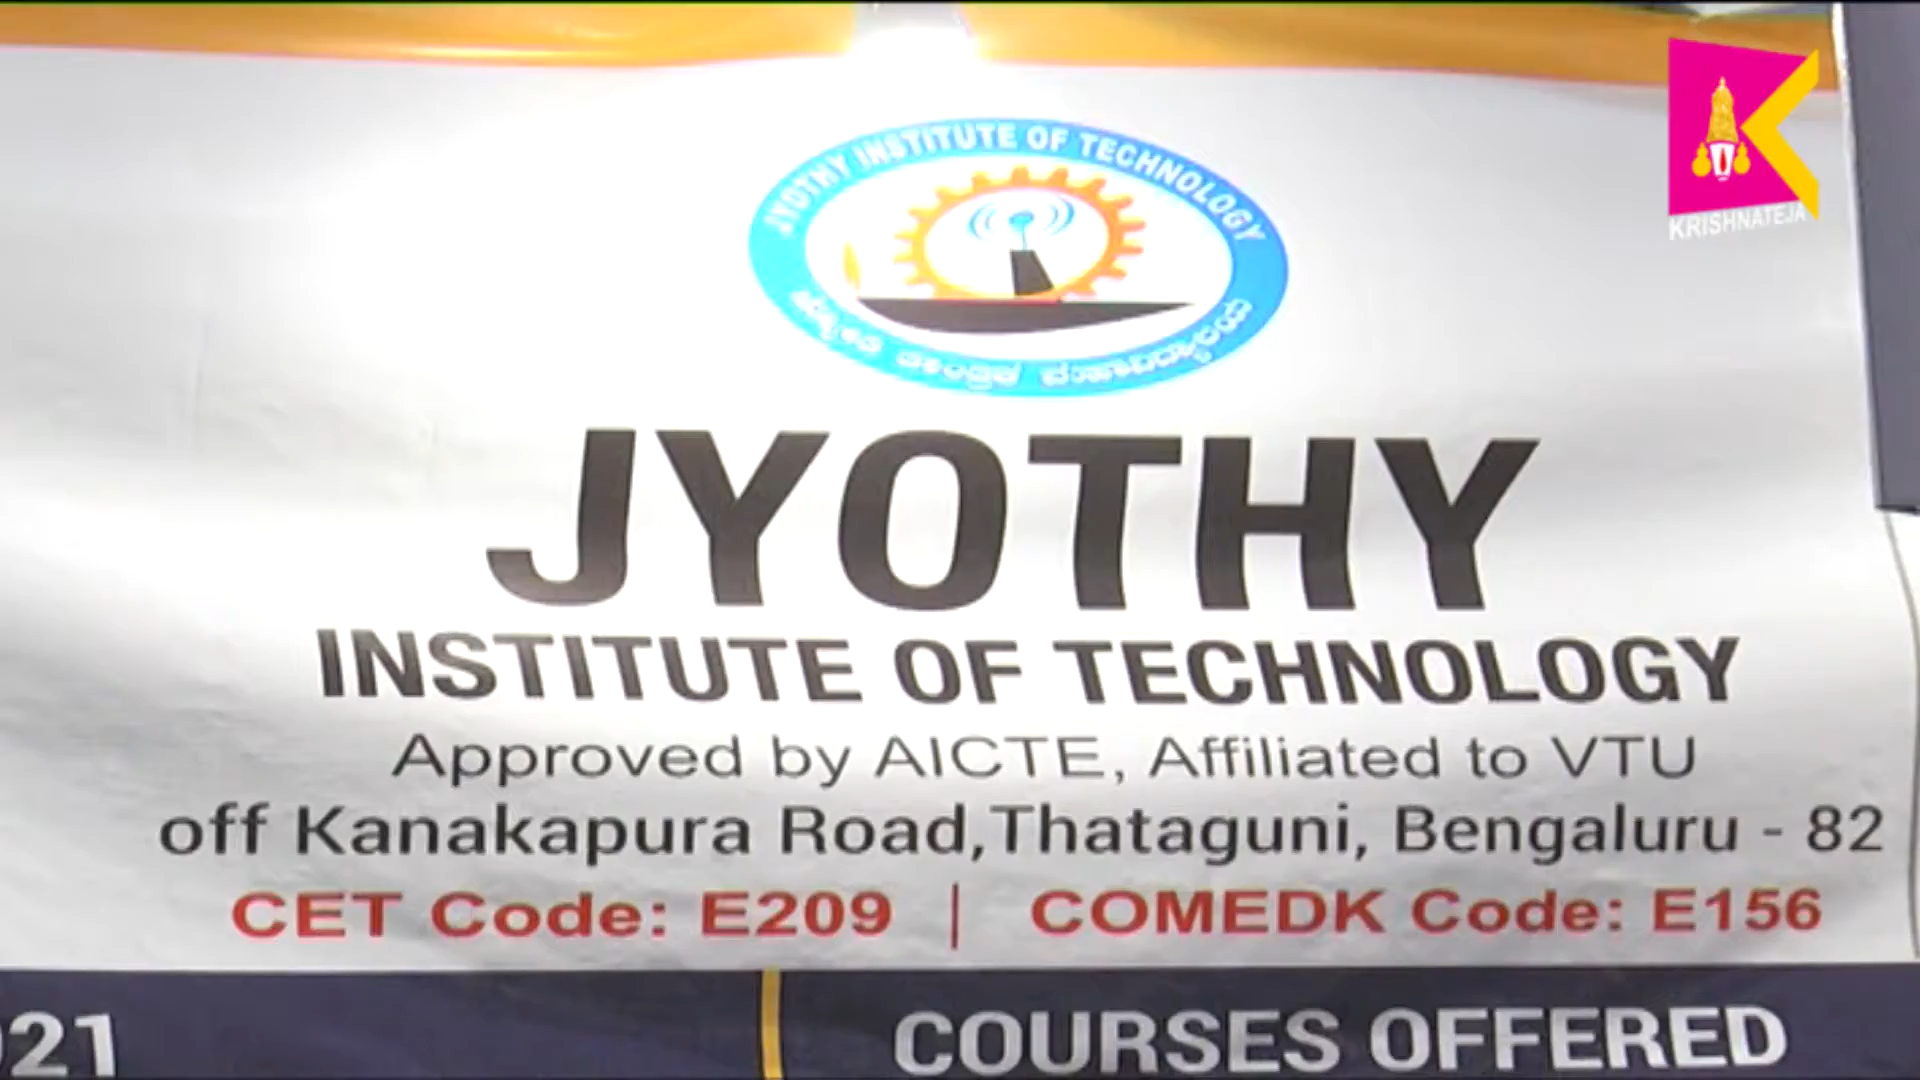 JYOTHY INSTITUTE OF TECHNOLOGY
KRISHNATEJA
JYOTHY
INSTITUTE OF TECHNOLOGY
Approved by AICTE, Affiliated to VTU
off Kanakapura Road,Thataguni, Bengaluru - 82
CET Code: E209 | COMEDK Code: E156
21
COURSES OFFERED